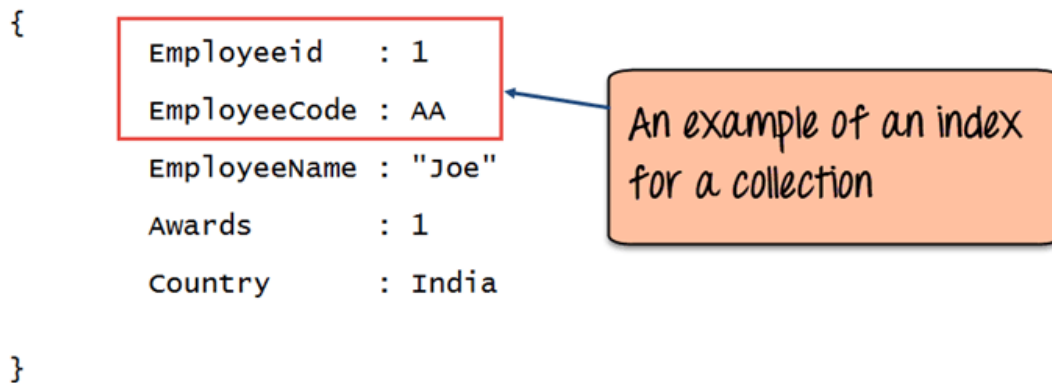 {
Employeeid : 1
EmployeeCode : AA
EmployeeName : "Joe"
Awards : 1
Country : India
}
An example of an index
for a collection